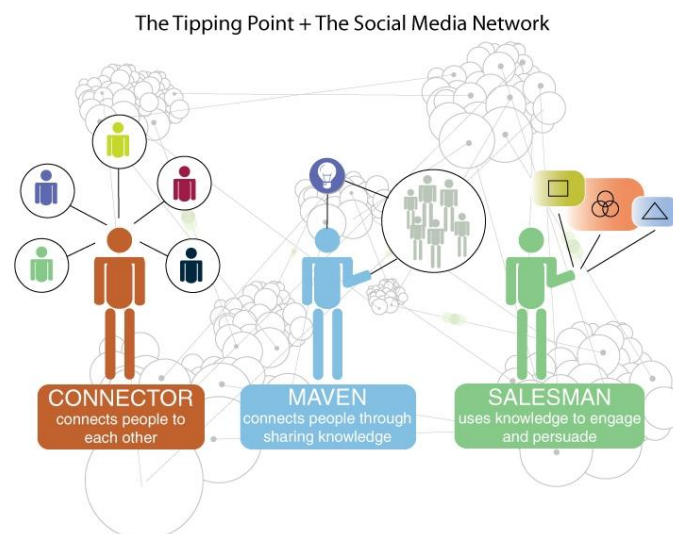 The Tipping Point + The Social Media Network
CONNECTOR
connects people to
each other
MAVEN
connects people through
sharing knowledge
SALESMAN
uses knowledge to engage
and persuade